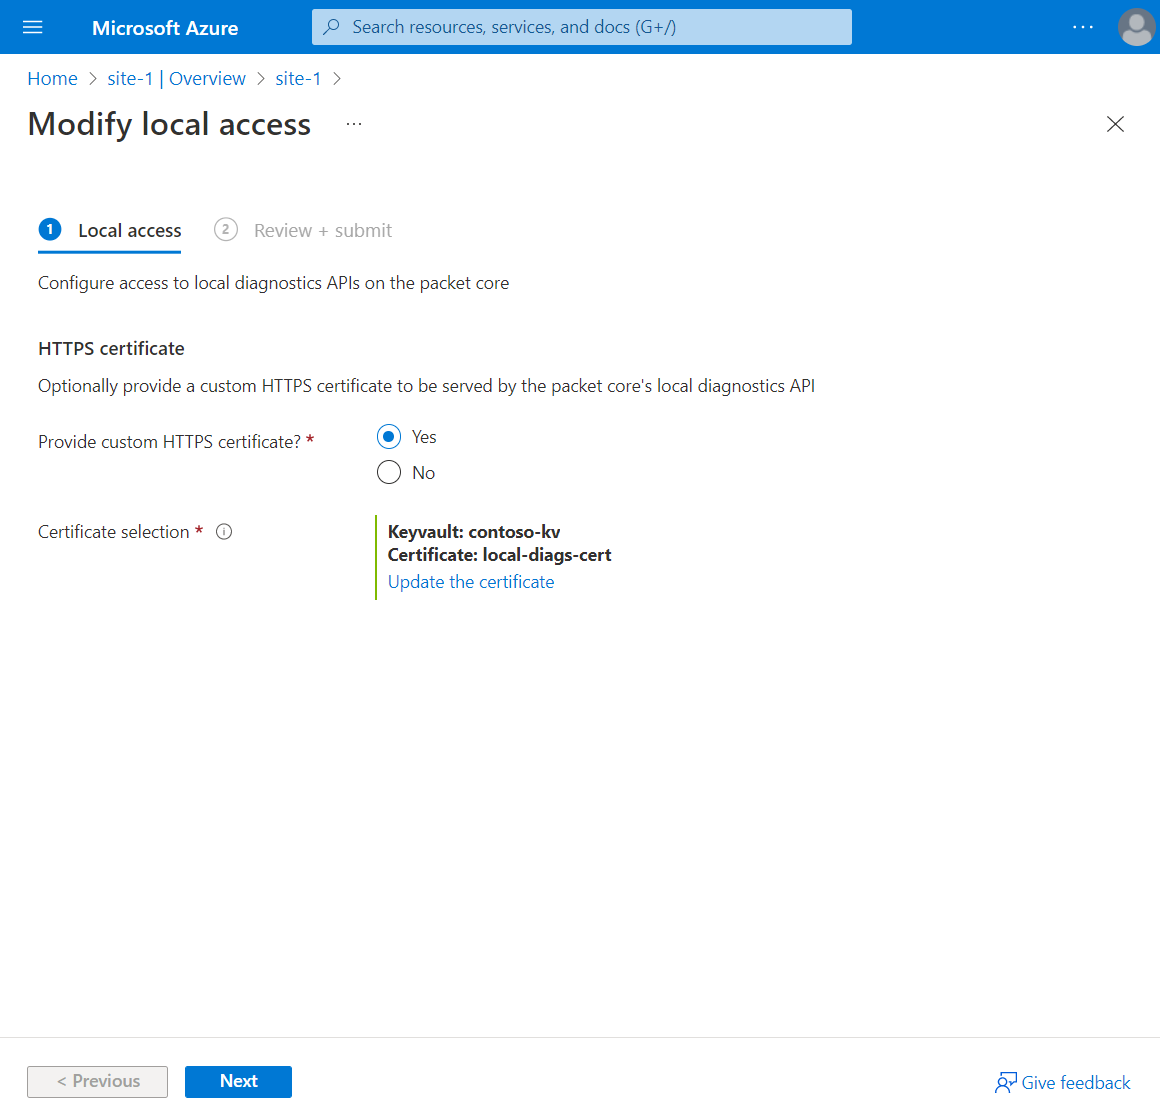 Microsoft Azure
Search resources, services, and docs (G+/)
Home > site-1 | Overview > site-1 >
Modify local access ...
1 Local access 2 Review + submit
Configure access to local diagnostics APIs on the packet core
HTTPS certificate
Optionally provide a custom HTTPS certificate to be served by the packet core's local diagnostics API
Provide custom HTTPS certificate? *
Yes
No
Certificate selection *
Keyvault: contoso-kv
Certificate: local-diags-cert
Update the certificate
< Previous
Next
Give feedback